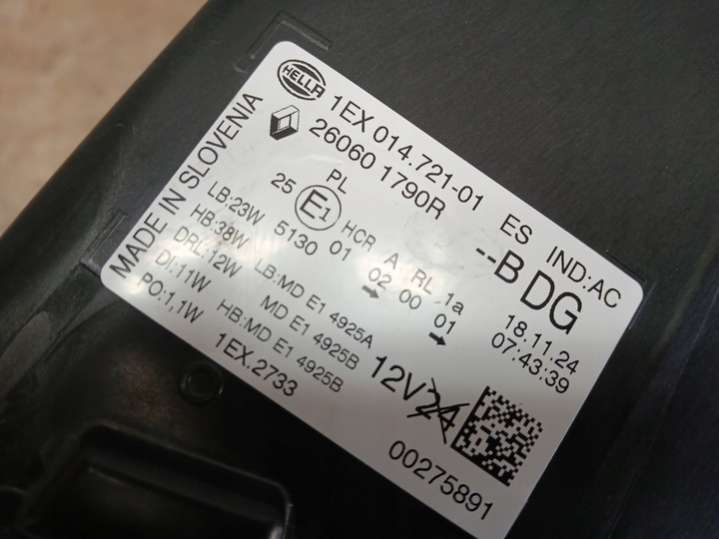 HELLA
1EX 014.721-01 ES IND:AC
26060 1790R --B DG
MADE IN SLOVENIA
PL
25 E1 HCR A RL 1a
5130 01 02 00 01
→ →
LB:23W LB:MD E1 4925A
HB:38W MD E1 4925B
DRL:12W HB:MD E1 4925B
DI:11W
PO:1,1W 1EX.2733
18.11.24
07:43:39
12V24
00275891